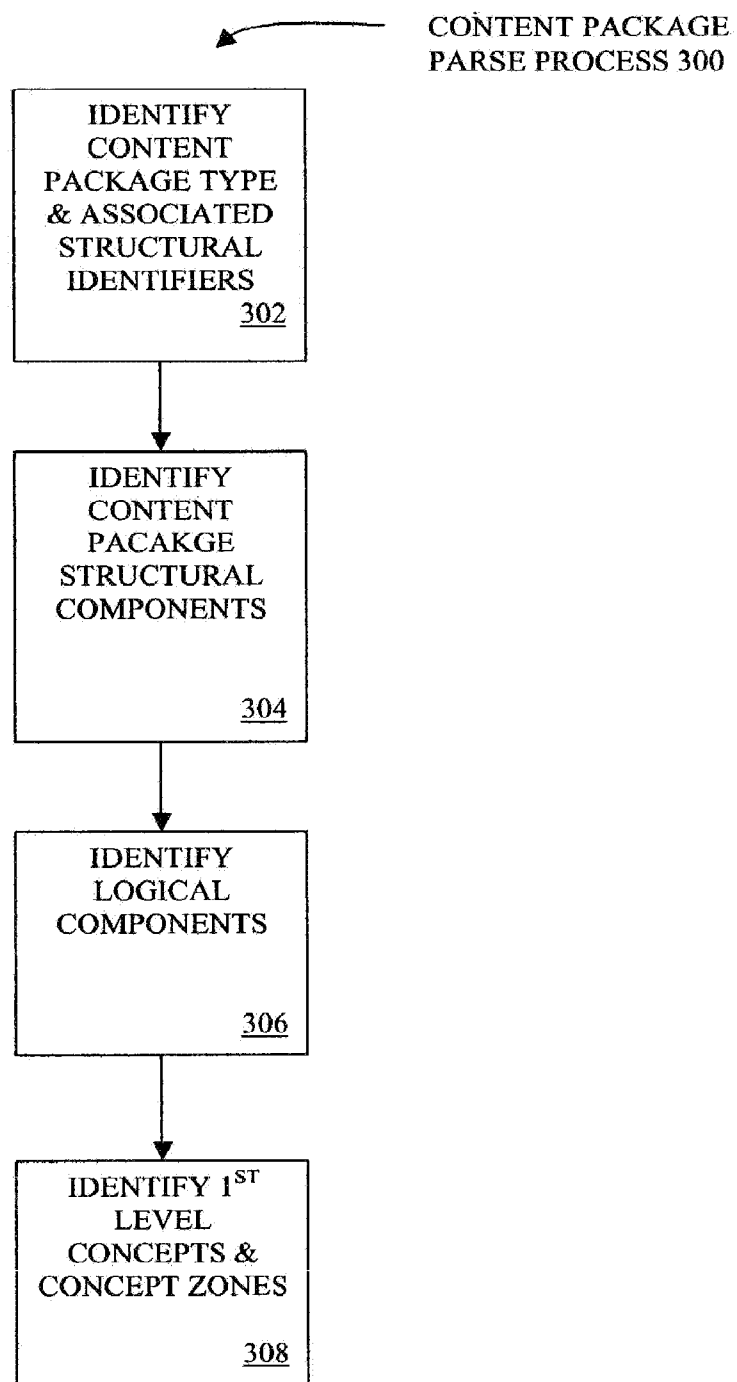 CONTENT PACKAGE
PARSE PROCESS 300
IDENTIFY
CONTENT
PACKAGE TYPE
& ASSOCIATED
STRUCTURAL
IDENTIFIERS
302
IDENTIFY
CONTENT
PACAKGE
STRUCTURAL
COMPONENTS
304
IDENTIFY
LOGICAL
COMPONENTS
306
IDENTIFY 1ST
LEVEL
CONCEPTS &
CONCEPT ZONES
308